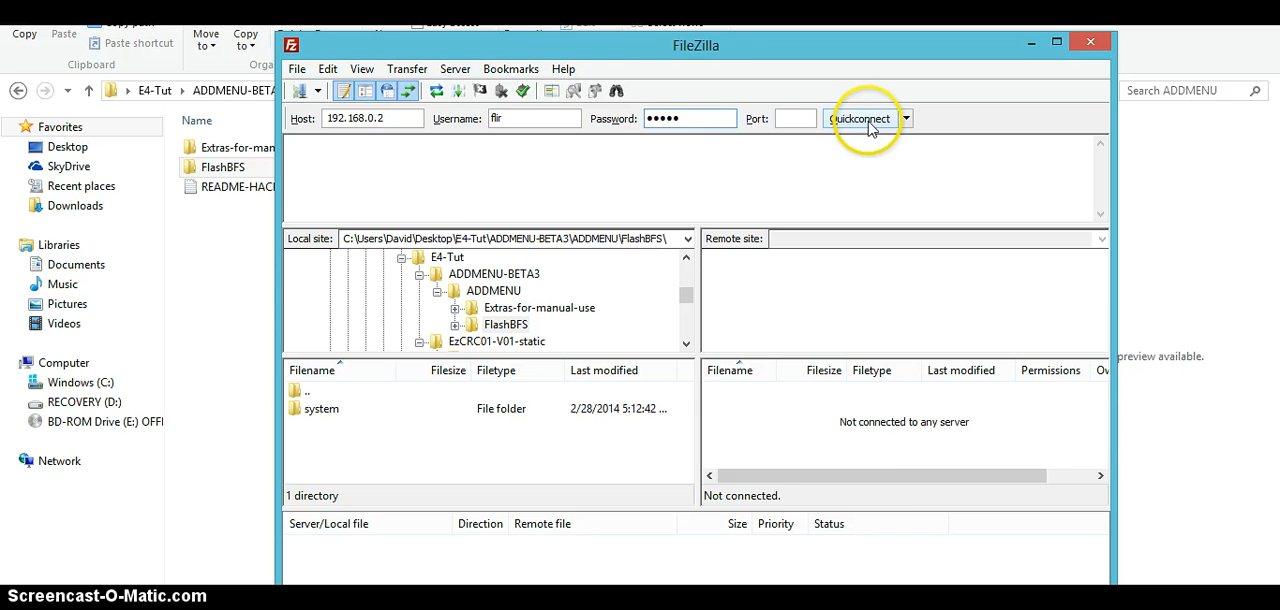 Copy Paste Copy path
Paste shortcut
Move to
Copy to
Clipboard
Orga
E4-Tut ADDMENU-BETA
Search ADDMENU
Favorites
Desktop
SkyDrive
Recent places
Downloads
Libraries
Documents
Music
Pictures
Videos
Computer
Windows (C:)
RECOVERY (D:)
BD-ROM Drive (E:) OFFI
Network
Name
Extras-for-man
FlashBFS
README-HAC
FileZilla
File Edit View Transfer Server Bookmarks Help
Host: 192.168.0.2 Username: flir Password: ●●●●● Port: Quickconnect
Local site: C:\Users\David\Desktop\E4-Tut\ADDMENU-BETA3\ADDMENU\FlashBFS\
E4-Tut
ADDMENU-BETA3
ADDMENU
Extras-for-manual-use
FlashBFS
EzCRC01-V01-static
Remote site:
Filename Filesize Filetype Last modified
..
system File folder 2/28/2014 5:12:42 ...
1 directory
Filename Filesize Filetype Last modified Permissions Ow
Not connected to any server
Not connected.
Server/Local file Direction Remote file Size Priority Status
preview available.
Screencast-O-Matic.com